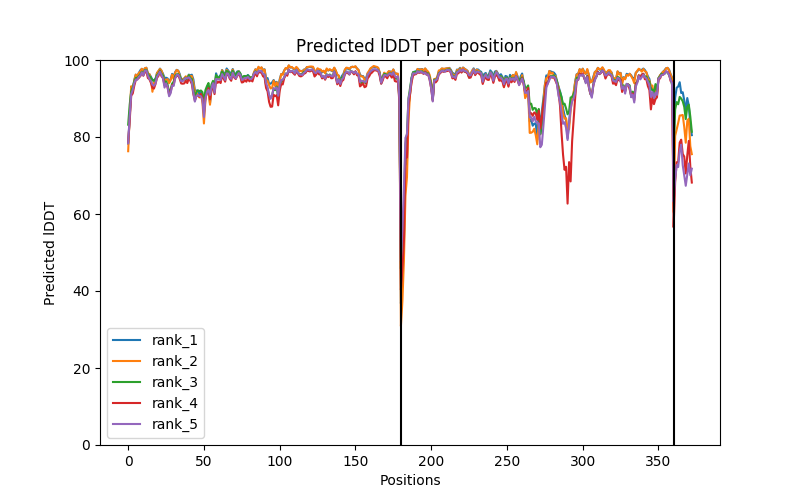 Predicted lDDT per position
Predicted lDDT
100
80
60
40
20
0
rank_1
rank_2
rank_3
rank_4
rank_5
0 50 100 150 200 250 300 350
Positions